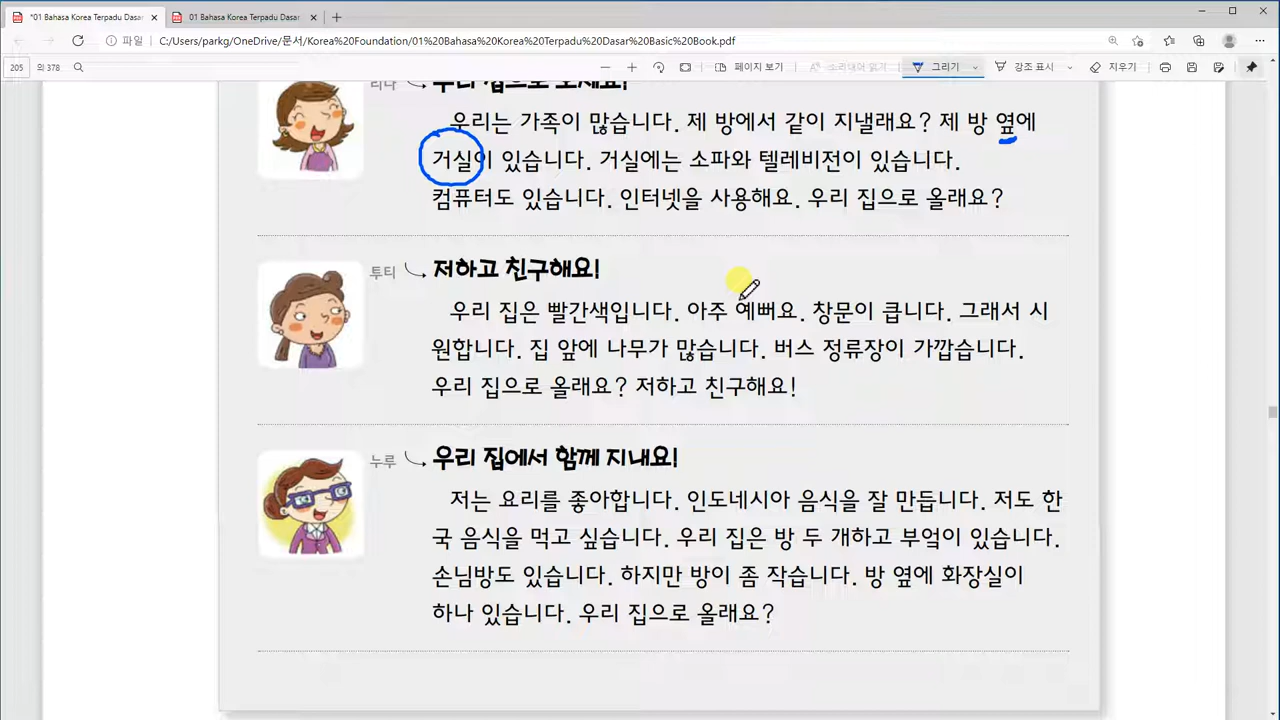 *01 Bahasa Korea Terpadu Dasar
01 Bahasa Korea Terpadu Dasar
파일
C:/Users/parkg/OneDrive/문서/Korea%20Foundation/01%20Bahasa%20Korea%20Terpadu%20Dasar%20Basic%20Book.pdf
205 의 378
페이지 보기
소리내어 읽기
그리기
강조 표시
지우기
리나
우리 집으로 오세요!
우리는 가족이 많습니다. 제 방에서 같이 지낼래요? 제 방 옆에
거실이 있습니다. 거실에는 소파와 텔레비전이 있습니다.
컴퓨터도 있습니다. 인터넷을 사용해요. 우리 집으로 올래요?
투티
저하고 친구해요!
우리 집은 빨간색입니다. 아주 예뻐요. 창문이 큽니다. 그래서 시
원합니다. 집 앞에 나무가 많습니다. 버스 정류장이 가깝습니다.
우리 집으로 올래요? 저하고 친구해요!
누루
우리 집에서 함께 지내요!
저는 요리를 좋아합니다. 인도네시아 음식을 잘 만듭니다. 저도 한
국 음식을 먹고 싶습니다. 우리 집은 방 두 개하고 부엌이 있습니다.
손님방도 있습니다. 하지만 방이 좀 작습니다. 방 옆에 화장실이
하나 있습니다. 우리 집으로 올래요?